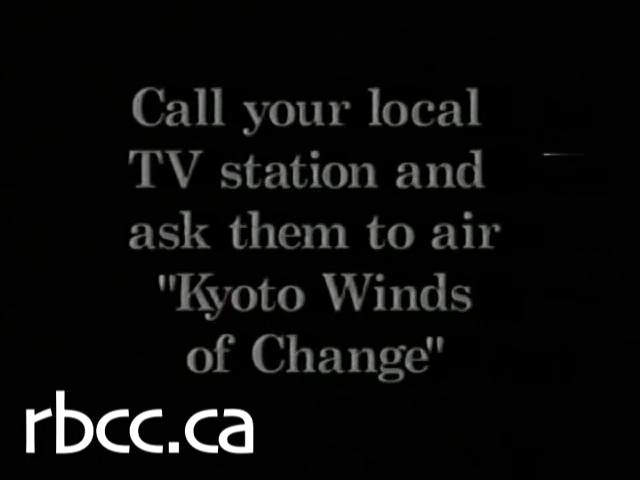 Call your local
TV station and
ask them to air
"Kyoto Winds
of Change"
rbcc.ca